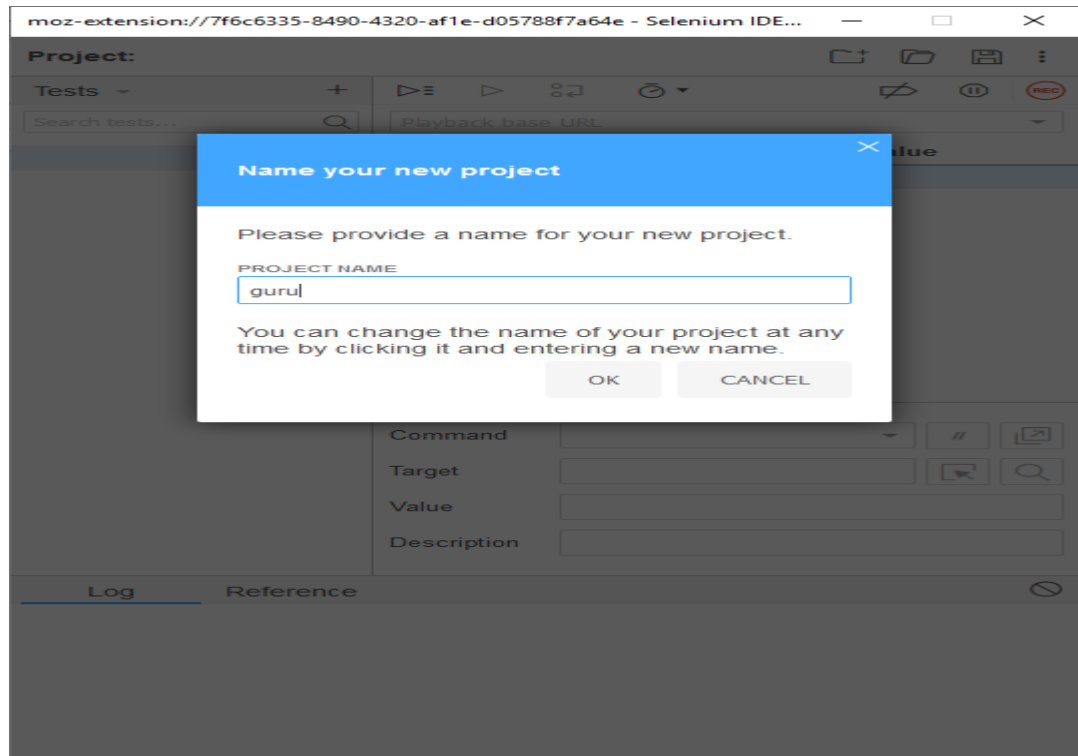 moz-extension://7f6c6335-8490-4320-af1e-d05788f7a64e - Selenium IDE...
Project:
Tests
Search tests...
Playback base URL
REC
alue
Name your new project
Please provide a name for your new project.
PROJECT NAME
guru
You can change the name of your project at any
time by clicking it and entering a new name.
OK CANCEL
Command
//
Target
Value
Description
Log Reference